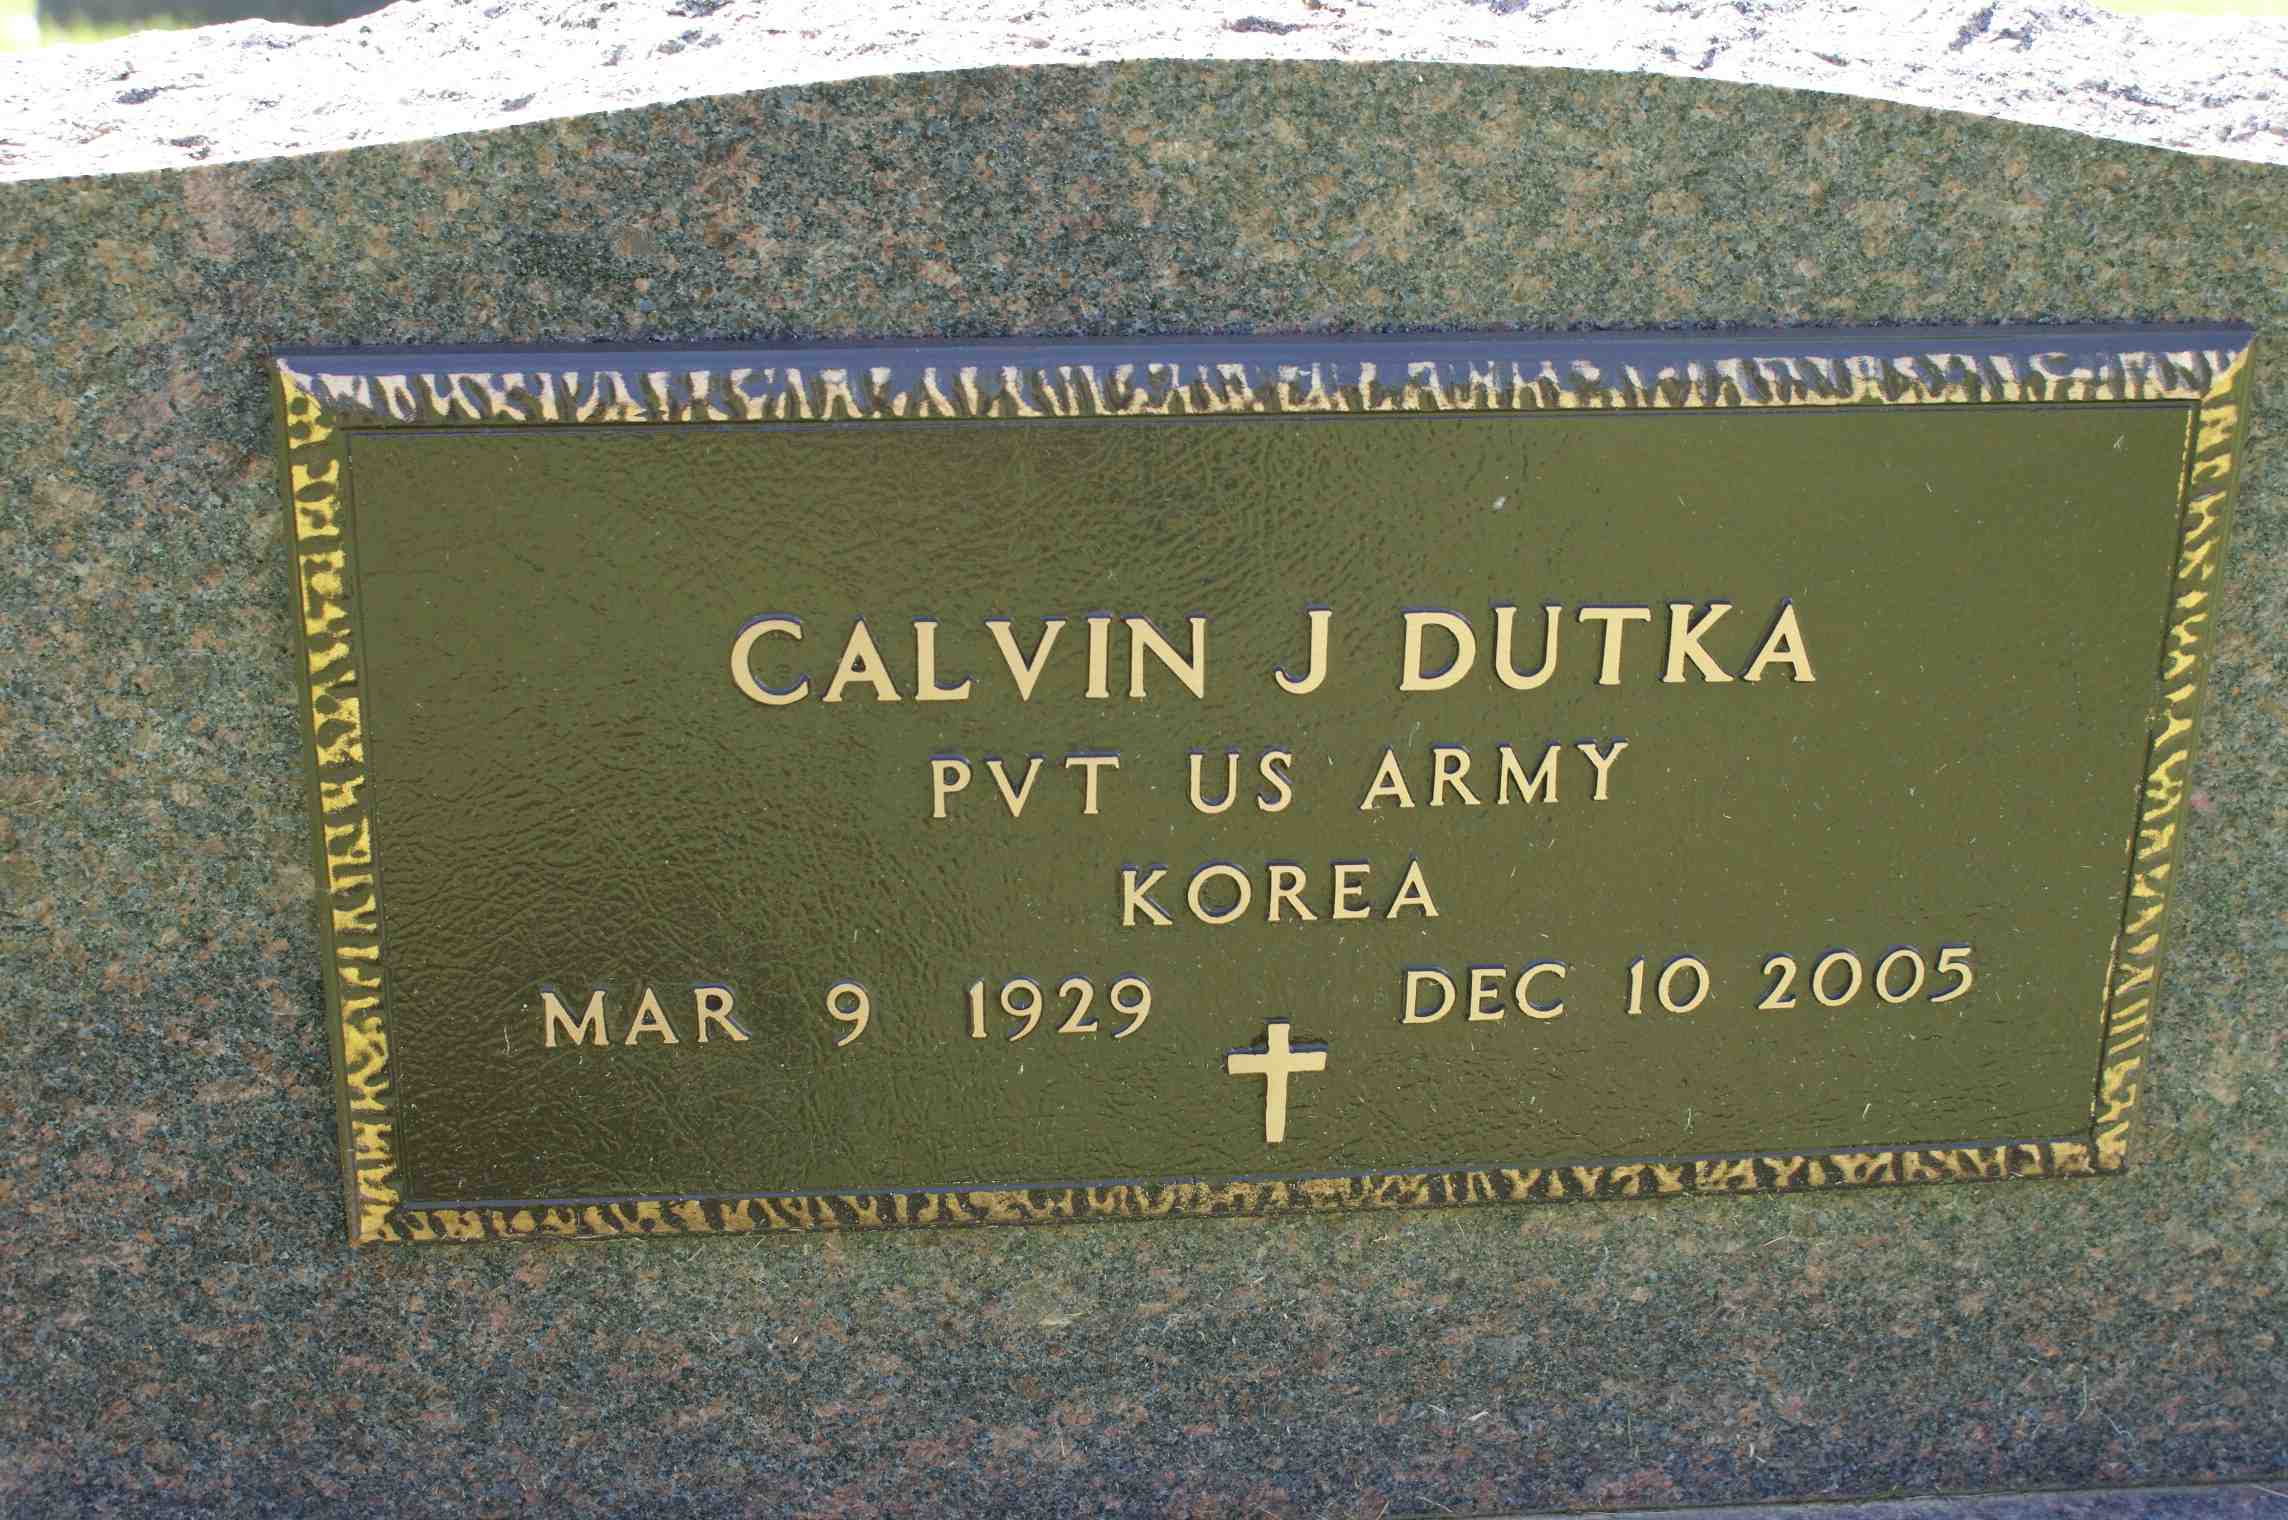 CALVIN J DUTKA
PVT US ARMY
KOREA
MAR 9 1929 DEC 10 2005